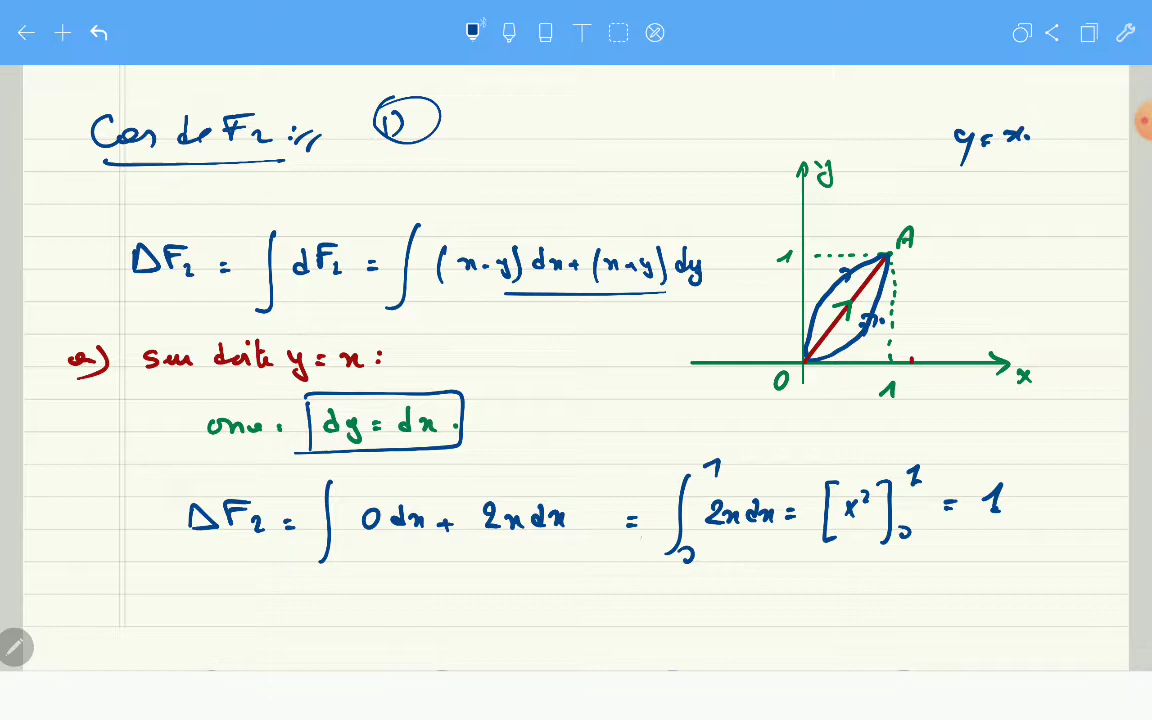 Cas de F₂ :
1)
y = x.
ΔF₂ = ∫ dF₂ = ∫ (x-y) dx + (x+y) dy
y
A
1
0
1
x
a) sur doite y = x :
on a : dy = dx .
ΔF₂ = ∫ 0 dx + 2x dx = ∫₀¹ 2x dx = [x²]₀¹ = 1